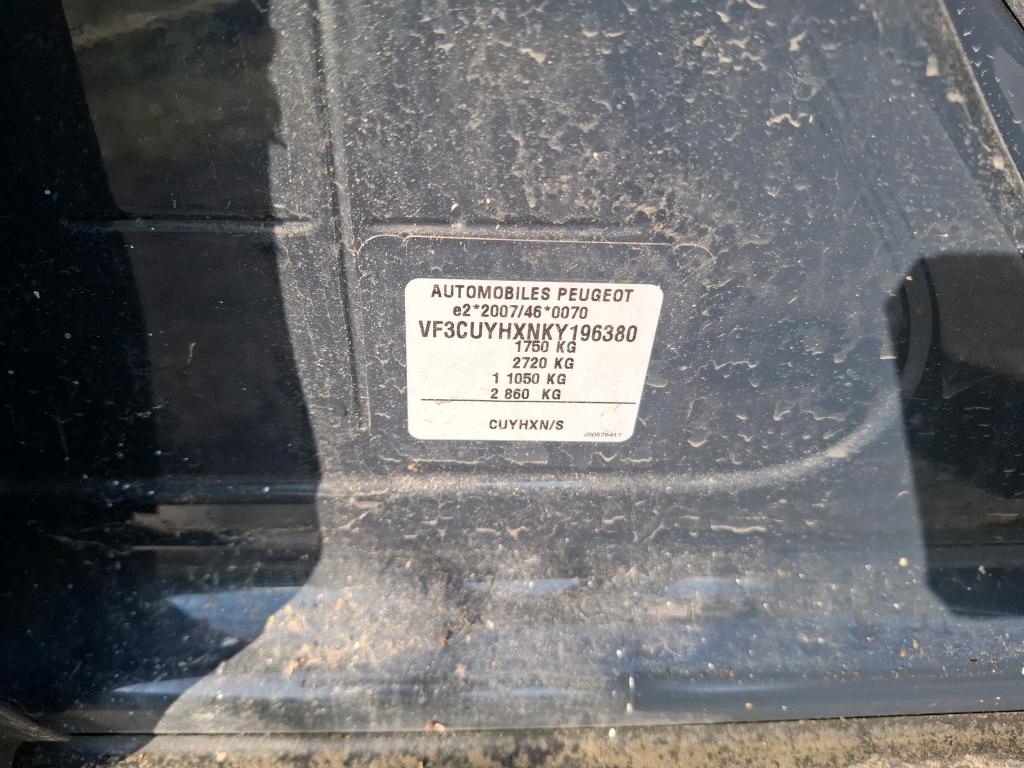 AUTOMOBILES PEUGEOT
e2*2007/46*0070
VF3CUYHXNKY196380
1750 KG
2720 KG
1 1050 KG
2 860 KG
CUYHXN/S